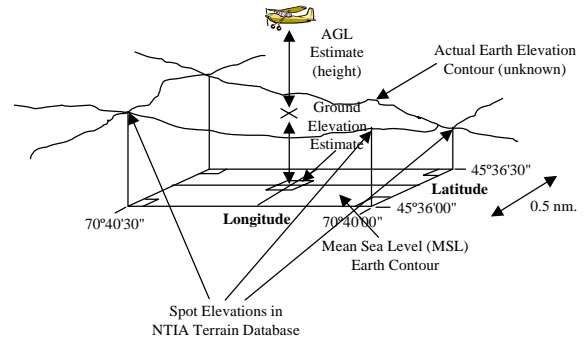 AGL
Estimate
(height)
Actual Earth Elevation
Contour (unknown)
Ground
Elevation
Estimate
45º36'30"
Latitude
45º36'00"
0.5 nm.
70º40'30"
Longitude
70º40'00"
Mean Sea Level (MSL)
Earth Contour
Spot Elevations in
NTIA Terrain Database